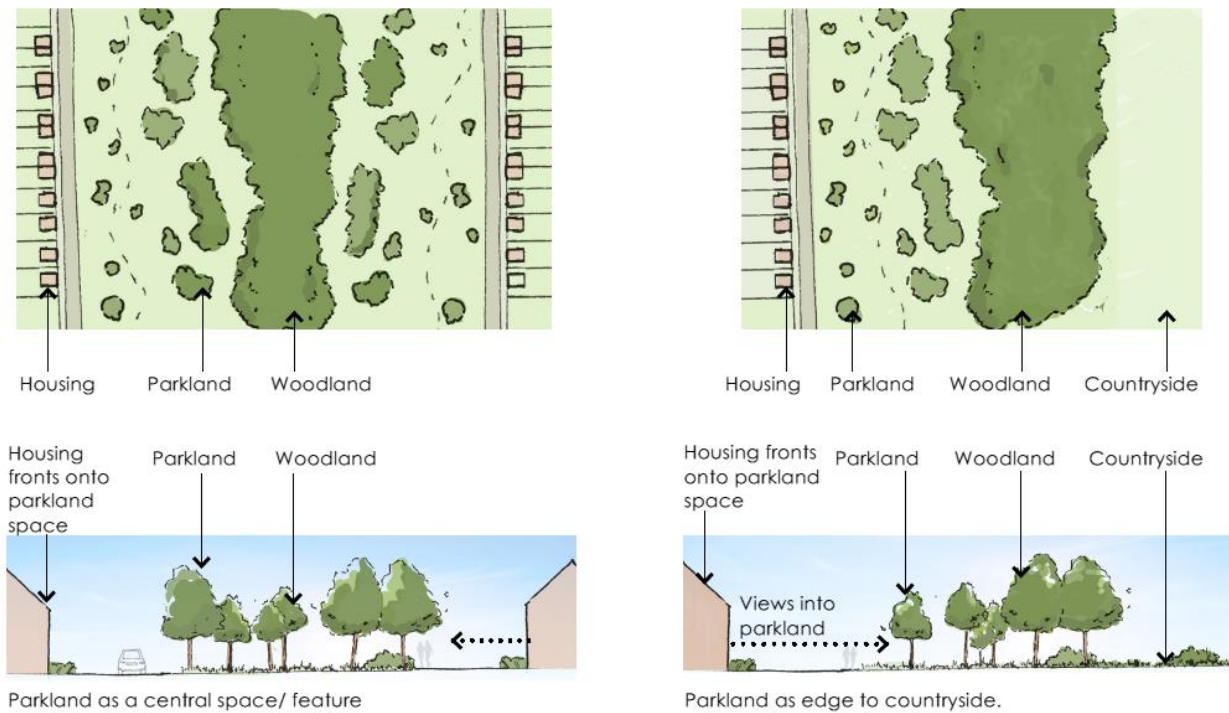 Housing
Parkland
Woodland
Housing
Parkland
Woodland
Countryside
Housing
fronts onto
parkland
space
Parkland
Woodland
Parkland as a central space/ feature
Housing fronts
onto parkland
space
Parkland
Woodland
Countryside
Views into
parkland
Parkland as edge to countryside.